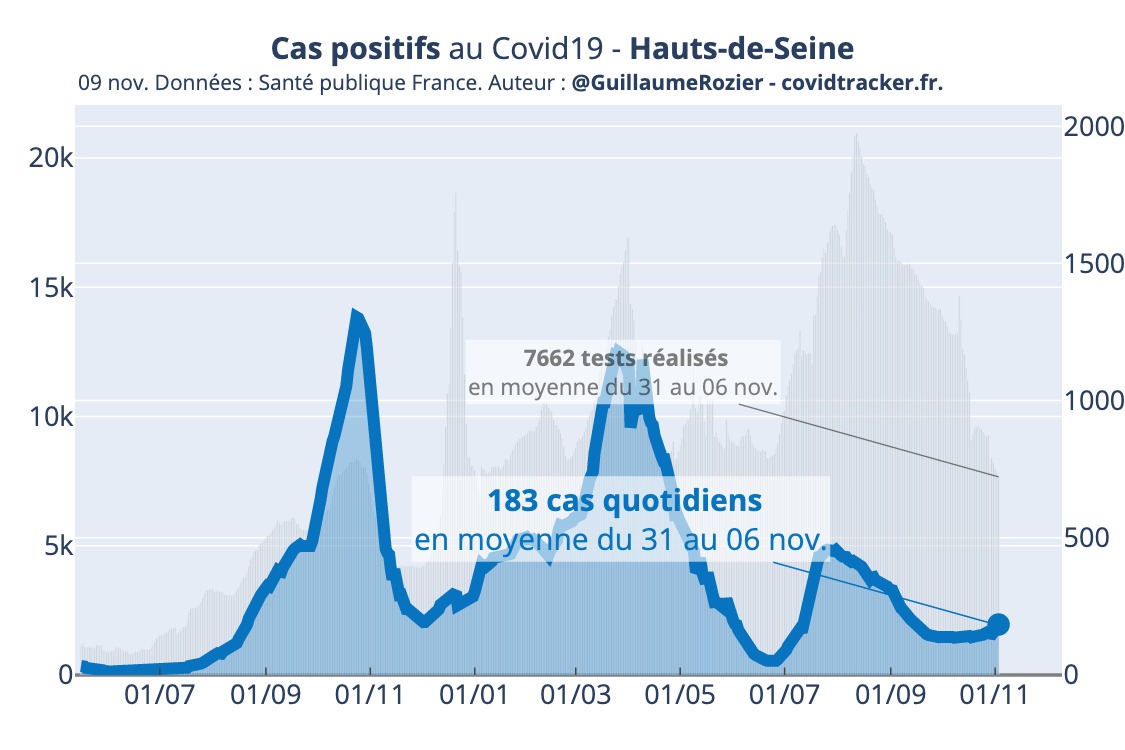 Cas positifs au Covid19 - Hauts-de-Seine
09 nov. Données : Santé publique France. Auteur : @GuillaumeRozier - covidtracker.fr.
2000
20k
1500
15k
7662 tests réalisés
en moyenne du 31 au 06 nov.
1000
10k
183 cas quotidiens
en moyenne du 31 au 06 nov.
500
5k
0
0
01/07 01/09 01/11 01/01 01/03 01/05 01/07 01/09 01/11